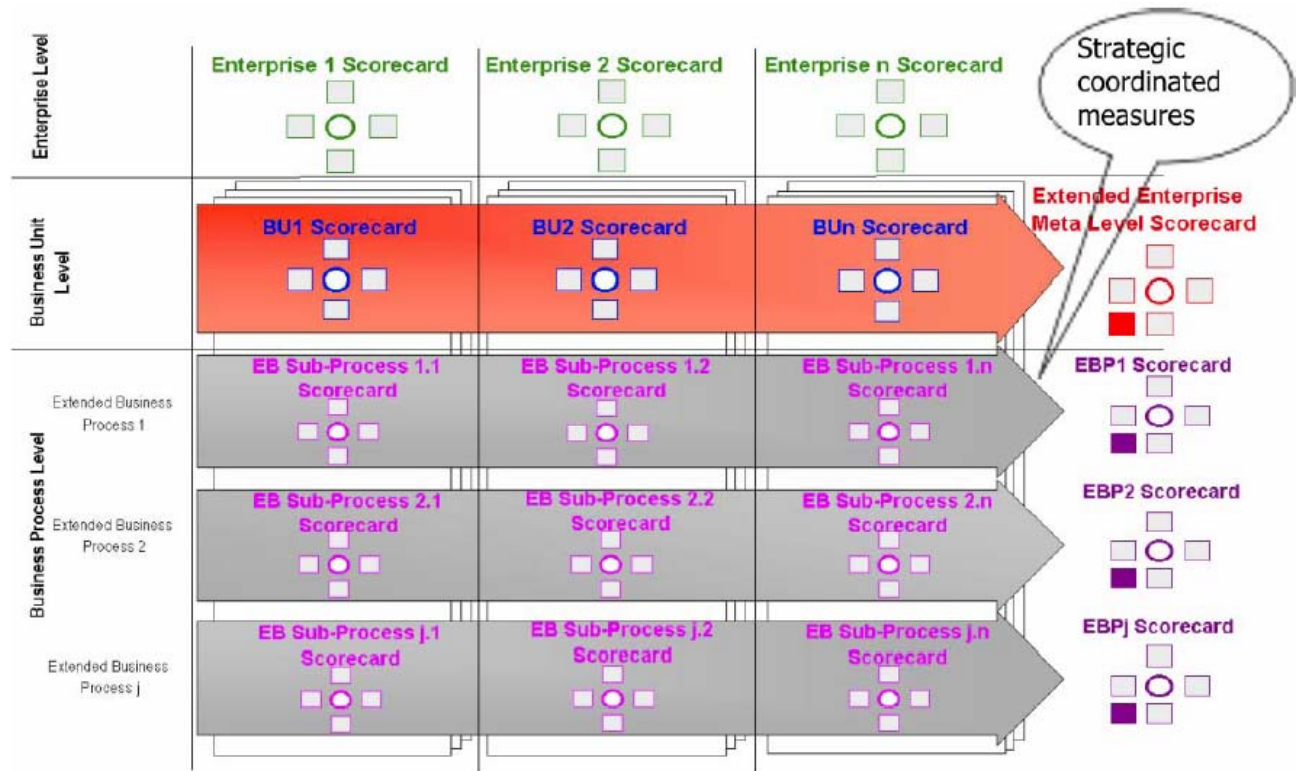 Enterprise Level
Enterprise 1 Scorecard
Enterprise 2 Scorecard
Enterprise n Scorecard
Strategic
coordinated
measures
Business Unit
Level
BU1 Scorecard
BU2 Scorecard
BUn Scorecard
Extended Enterprise
Meta Level Scorecard
Business Process Level
Extended Business
Process 1
EB Sub-Process 1.1
Scorecard
EB Sub-Process 1.2
Scorecard
EB Sub-Process 1.n
Scorecard
EBP1 Scorecard
Extended Business
Process 2
EB Sub-Process 2.1
Scorecard
EB Sub-Process 2.2
Scorecard
EB Sub-Process 2.n
Scorecard
EBP2 Scorecard
Extended Business
Process j
EB Sub-Process j.1
Scorecard
EB Sub-Process j.2
Scorecard
EB Sub-Process j.n
Scorecard
EBPj Scorecard